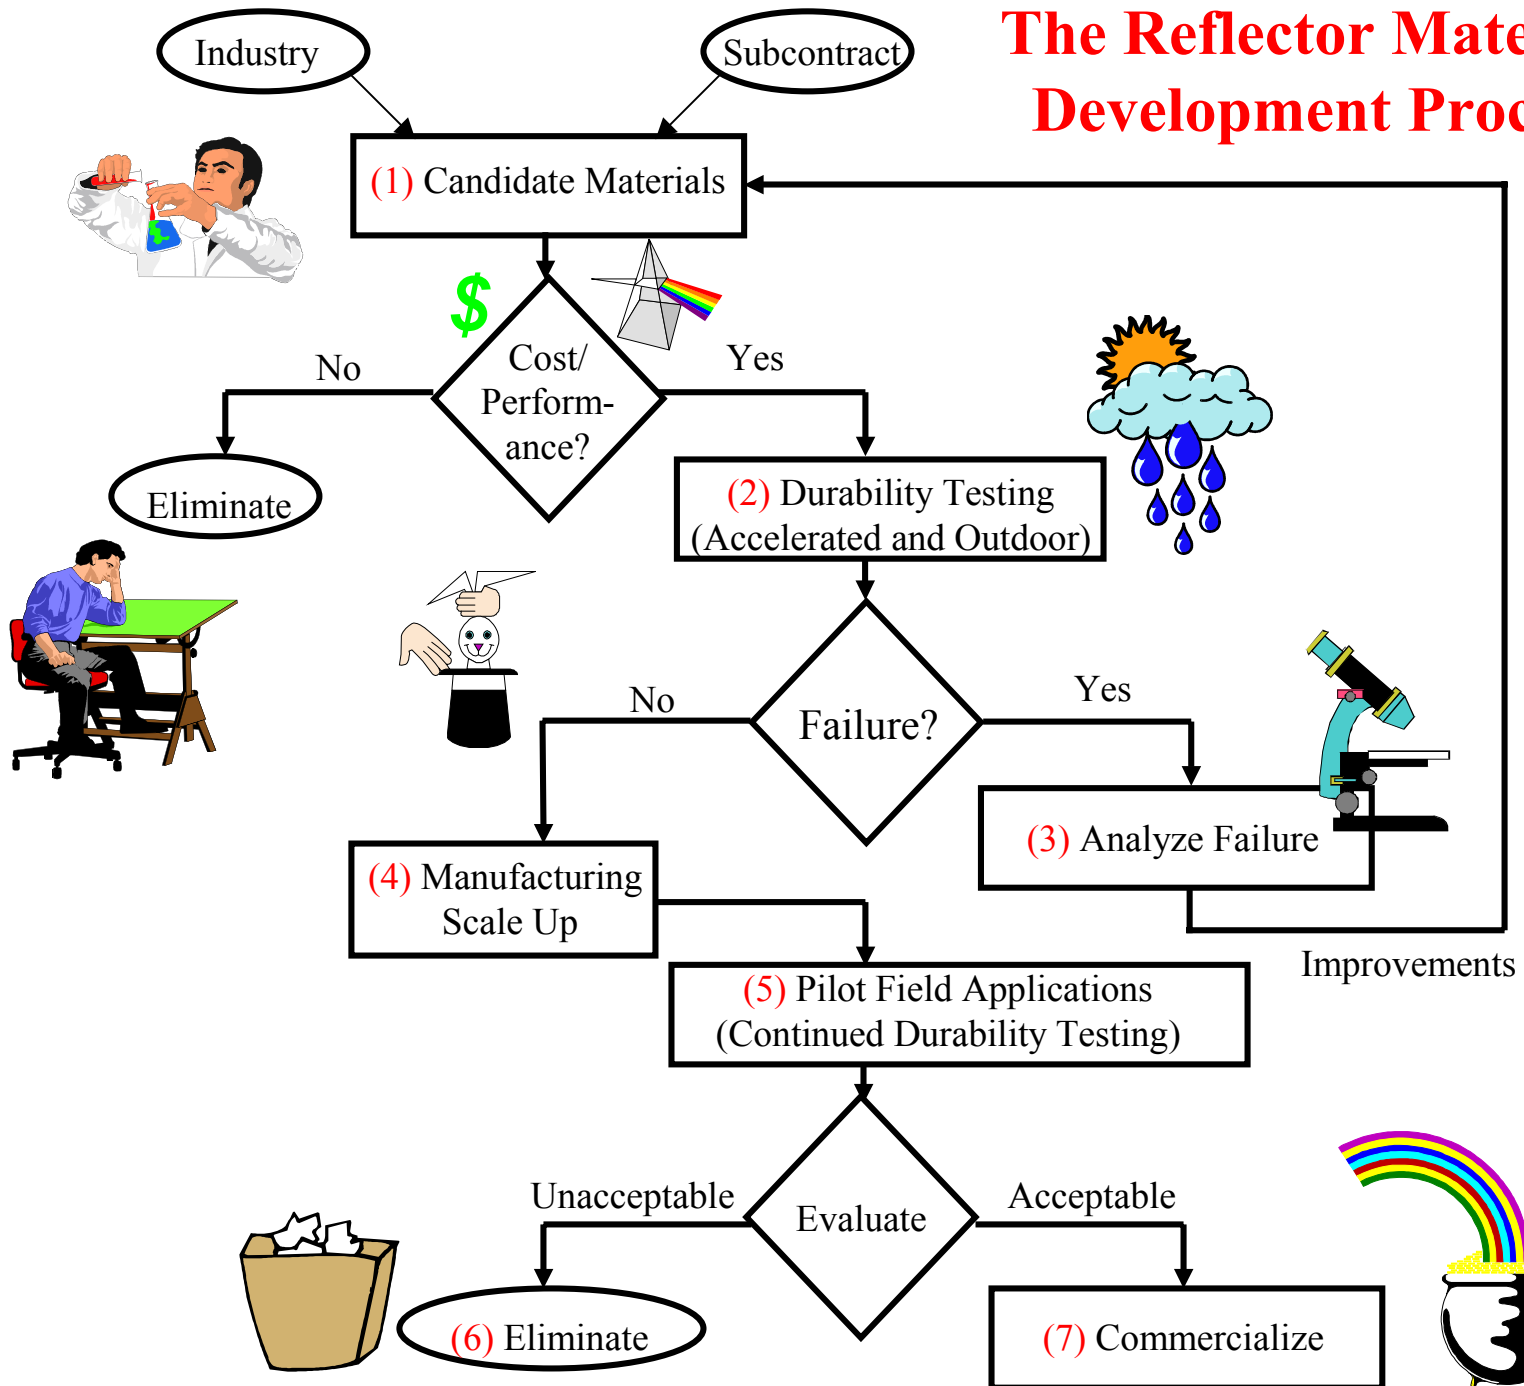 The Reflector Mate
Development Proc
Industry
Subcontract
(1) Candidate Materials
$
No
Cost/
Perform-
ance?
Yes
Eliminate
(2) Durability Testing
(Accelerated and Outdoor)
No
Failure?
Yes
(3) Analyze Failure
(4) Manufacturing
Scale Up
Improvements
(5) Pilot Field Applications
(Continued Durability Testing)
Unacceptable
Evaluate
Acceptable
(6) Eliminate
(7) Commercialize